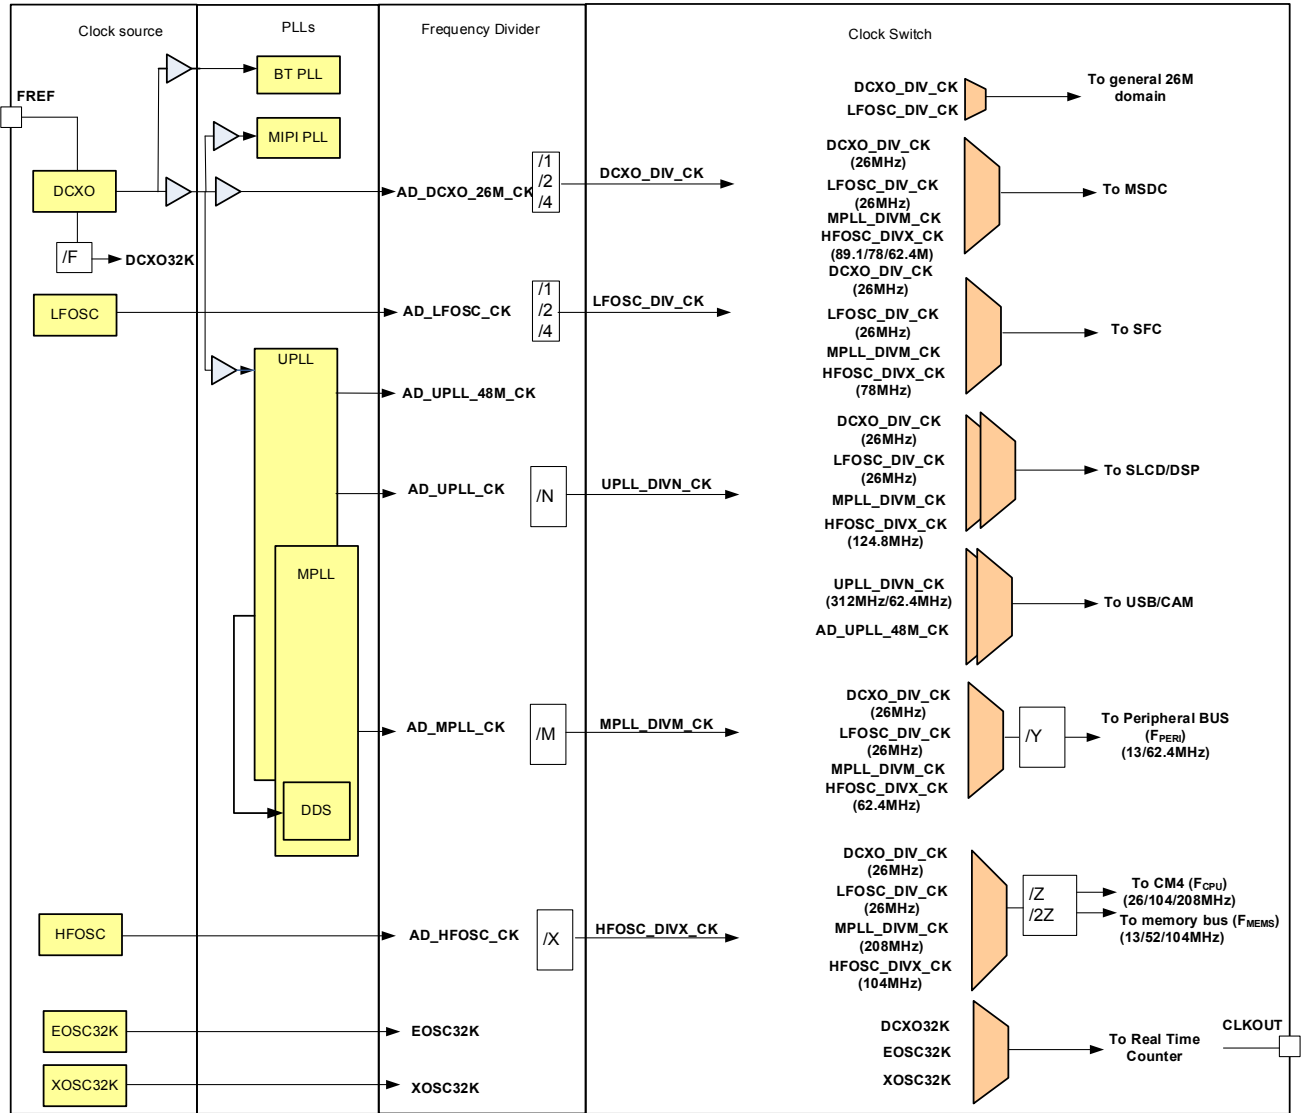 Clock source
PLLs
Frequency Divider
Clock Switch
FREF
DCXO
/F
DCXO32K
LFOSC
HFOSC
EOSC32K
XOSC32K
BT PLL
MIPI PLL
UPLL
MPLL
DDS
AD_DCXO_26M_CK
/1
/2
/4
AD_LFOSC_CK
/1
/2
/4
AD_UPLL_48M_CK
AD_UPLL_CK
/N
AD_MPLL_CK
/M
AD_HFOSC_CK
/X
EOSC32K
XOSC32K
DCXO_DIV_CK
LFOSC_DIV_CK
UPLL_DIVN_CK
MPLL_DIVM_CK
HFOSC_DIVX_CK
DCXO_DIV_CK
LFOSC_DIV_CK
To general 26M
domain
DCXO_DIV_CK
(26MHz)
LFOSC_DIV_CK
(26MHz)
MPLL_DIVM_CK
HFOSC_DIVX_CK
(89.1/78/62.4M)
To MSDC
DCXO_DIV_CK
(26MHz)
LFOSC_DIV_CK
(26MHz)
MPLL_DIVM_CK
HFOSC_DIVX_CK
(78MHz)
To SFC
DCXO_DIV_CK
(26MHz)
LFOSC_DIV_CK
(26MHz)
MPLL_DIVM_CK
HFOSC_DIVX_CK
(124.8MHz)
To SLCD/DSP
UPLL_DIVN_CK
(312MHz/62.4MHz)
AD_UPLL_48M_CK
To USB/CAM
DCXO_DIV_CK
(26MHz)
LFOSC_DIV_CK
(26MHz)
MPLL_DIVM_CK
HFOSC_DIVX_CK
(62.4MHz)
/Y
To Peripheral BUS
(FPERI)
(13/62.4MHz)
DCXO_DIV_CK
(26MHz)
LFOSC_DIV_CK
(26MHz)
MPLL_DIVM_CK
(208MHz)
HFOSC_DIVX_CK
(104MHz)
/Z
/2Z
To CM4 (FCPU)
(26/104/208MHz)
To memory bus (FMEMS)
(13/52/104MHz)
DCXO32K
EOSC32K
XOSC32K
To Real Time
Counter
CLKOUT